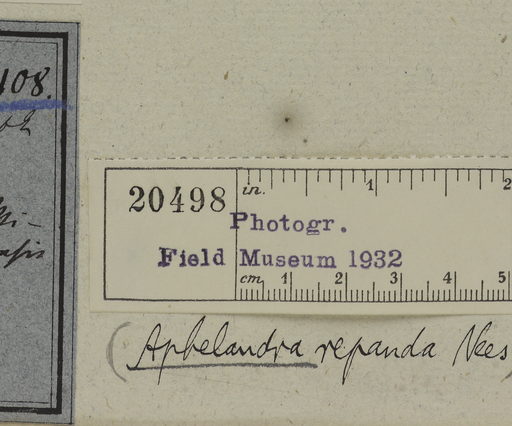 108.
20498
in. 1 2
Photogr.
Field Museum 1932
cm 1 2 3 4 5
(Aphelandra repanda Nees)